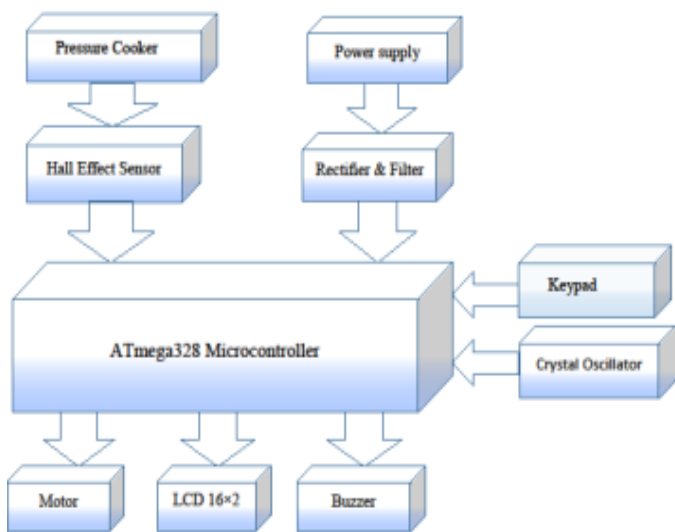 Pressure Cooker
Power supply
Hall Effect Sensor
Rectifier & Filter
Keypad
ATmega328 Microcontroller
Crystal Oscillator
Motor
LCD 16×2
Buzzer